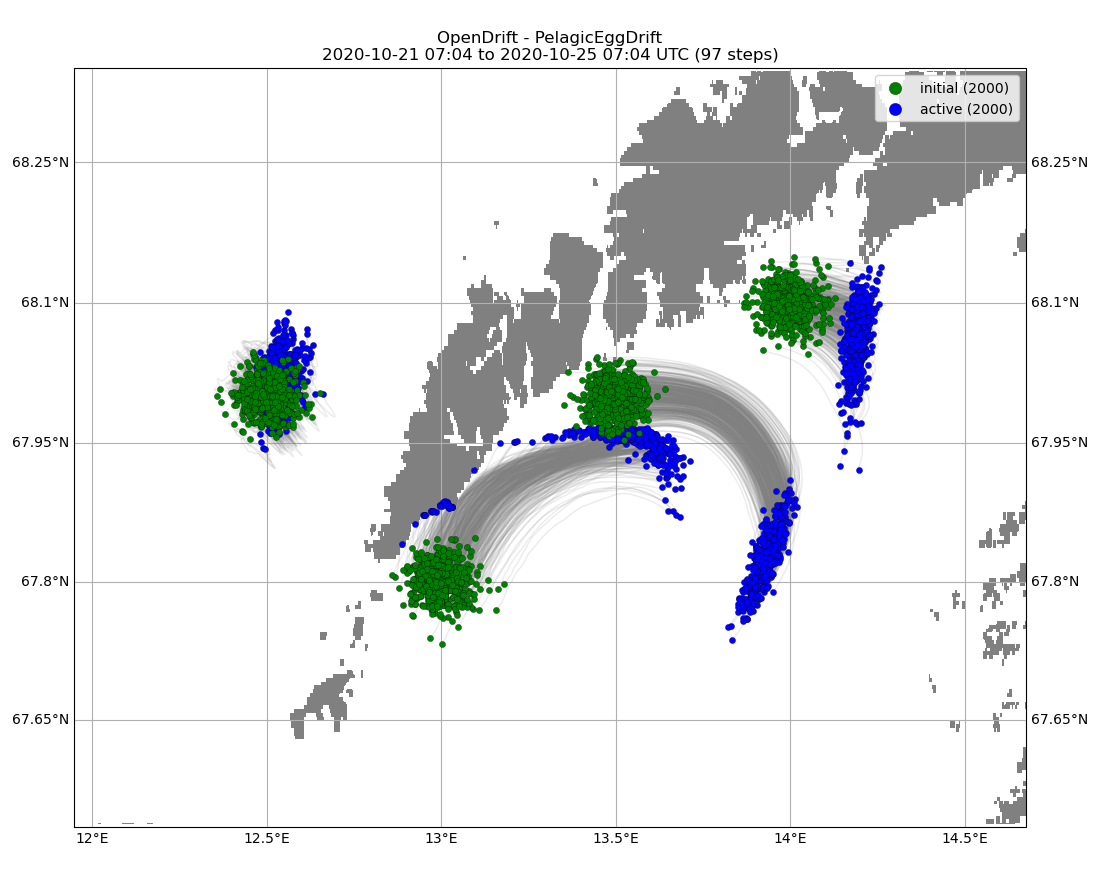 OpenDrift - PelagicEggDrift
2020-10-21 07:04 to 2020-10-25 07:04 UTC (97 steps)
initial (2000)
active (2000)
68.25°N
68.25°N
68.1°N
68.1°N
67.95°N
67.95°N
67.8°N
67.8°N
67.65°N
67.65°N
12°E
12.5°E
13°E
13.5°E
14°E
14.5°E